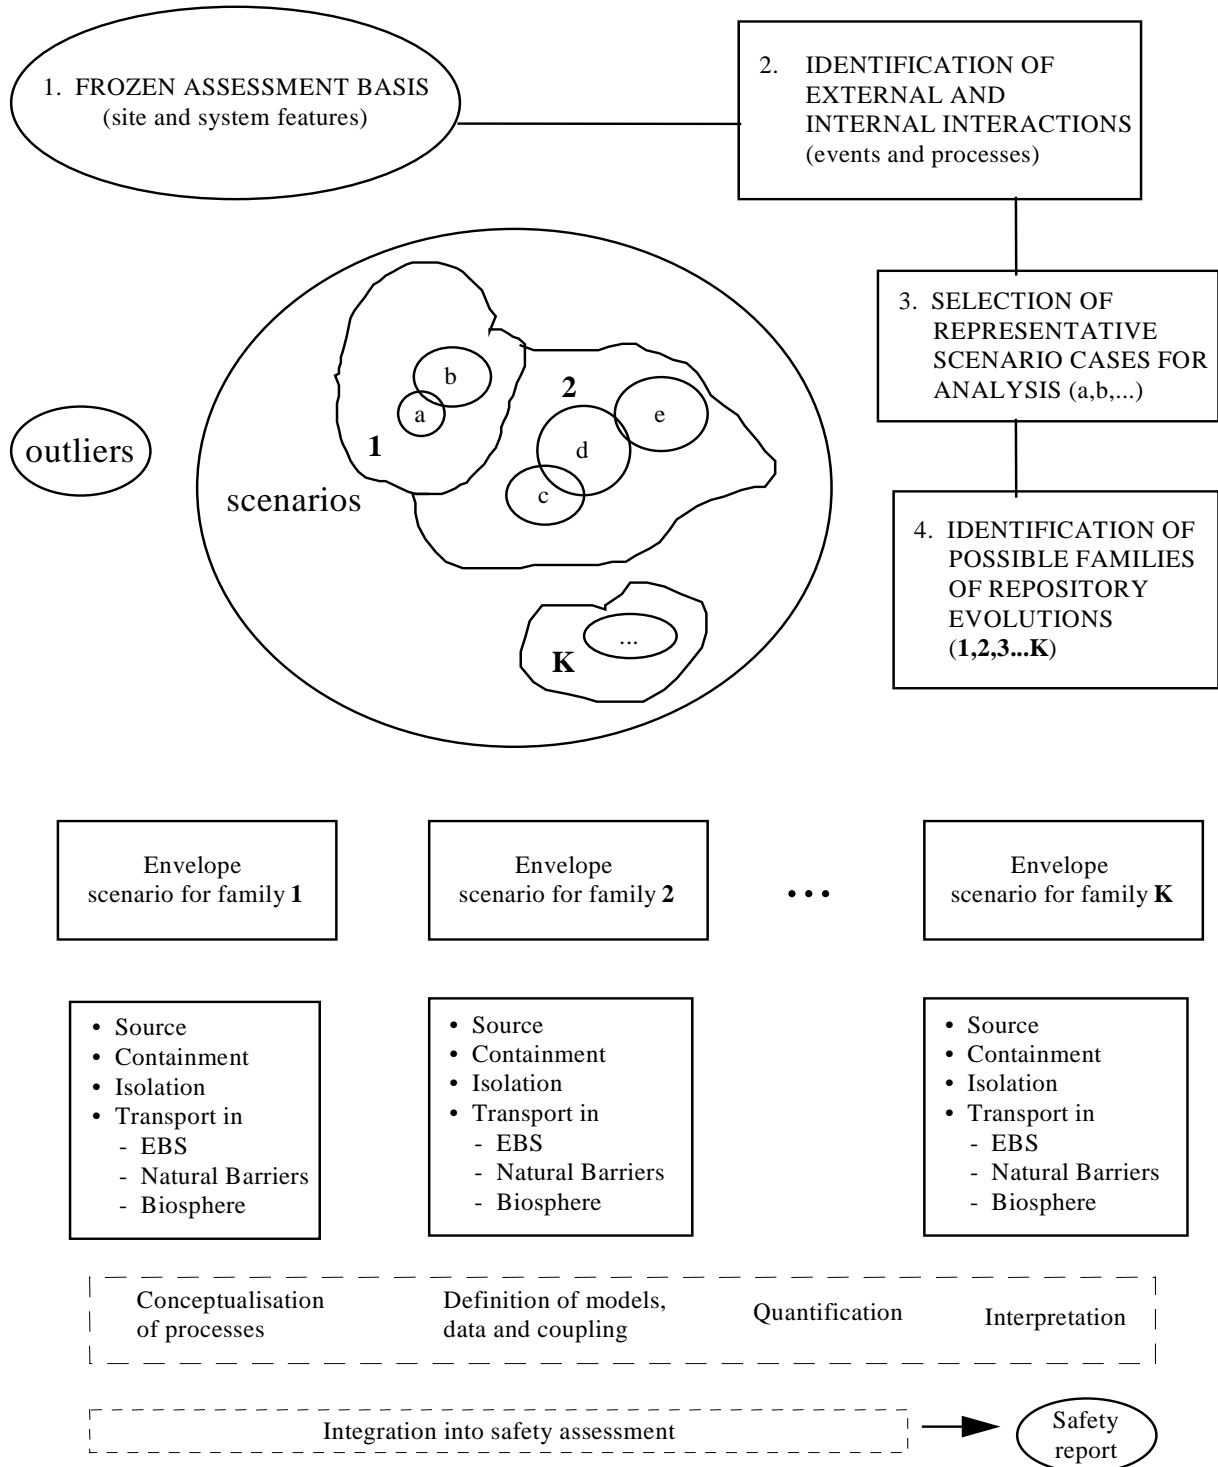 1. FROZEN ASSESSMENT BASIS
(site and system features)
2. IDENTIFICATION OF
EXTERNAL AND
INTERNAL INTERACTIONS
(events and processes)
3. SELECTION OF
REPRESENTATIVE
SCENARIO CASES FOR
ANALYSIS (a,b,...)
4. IDENTIFICATION OF
POSSIBLE FAMILIES
OF REPOSITORY
EVOLUTIONS
(1,2,3...K)
outliers
scenarios
1
a
b
2
c
d
e
K
...
Envelope
scenario for family 1
Envelope
scenario for family 2
•••
Envelope
scenario for family K
• Source
• Containment
• Isolation
• Transport in
- EBS
- Natural Barriers
- Biosphere
• Source
• Containment
• Isolation
• Transport in
- EBS
- Natural Barriers
- Biosphere
• Source
• Containment
• Isolation
• Transport in
- EBS
- Natural Barriers
- Biosphere
Conceptualisation
of processes
Definition of models,
data and coupling
Quantification
Interpretation
Integration into safety assessment
Safety
report